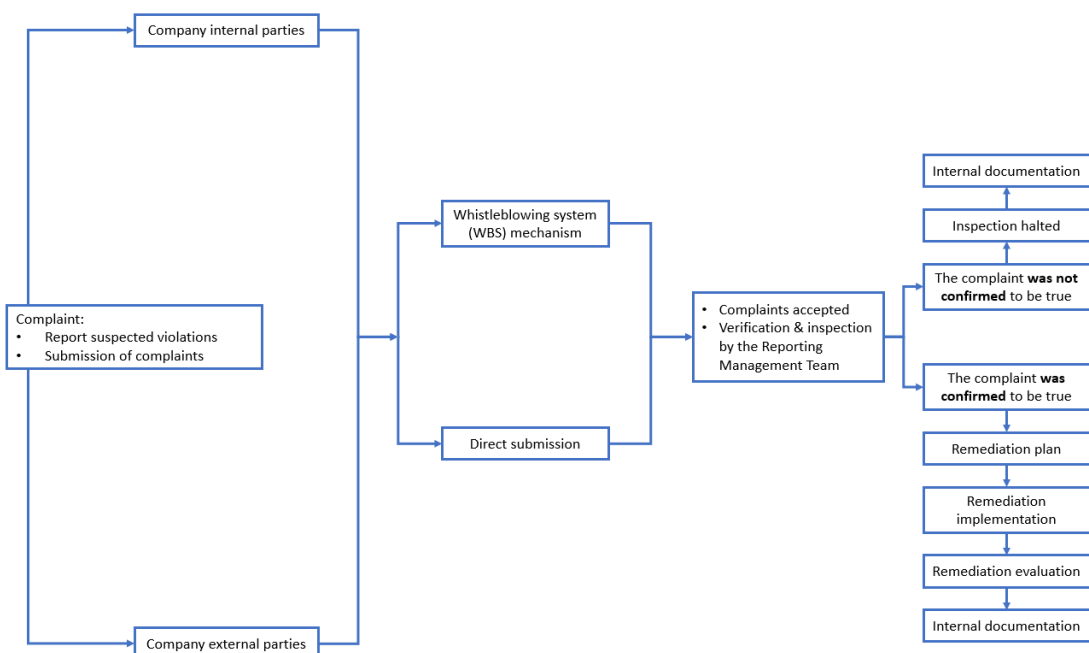 Company internal parties
Complaint:
• Report suspected violations
• Submission of complaints
Company external parties
Whistleblowing system
(WBS) mechanism
Direct submission
• Complaints accepted
• Verification & inspection
by the Reporting
Management Team
Internal documentation
Inspection halted
The complaint was not
confirmed to be true
The complaint was
confirmed to be true
Remediation plan
Remediation
implementation
Remediation evaluation
Internal documentation